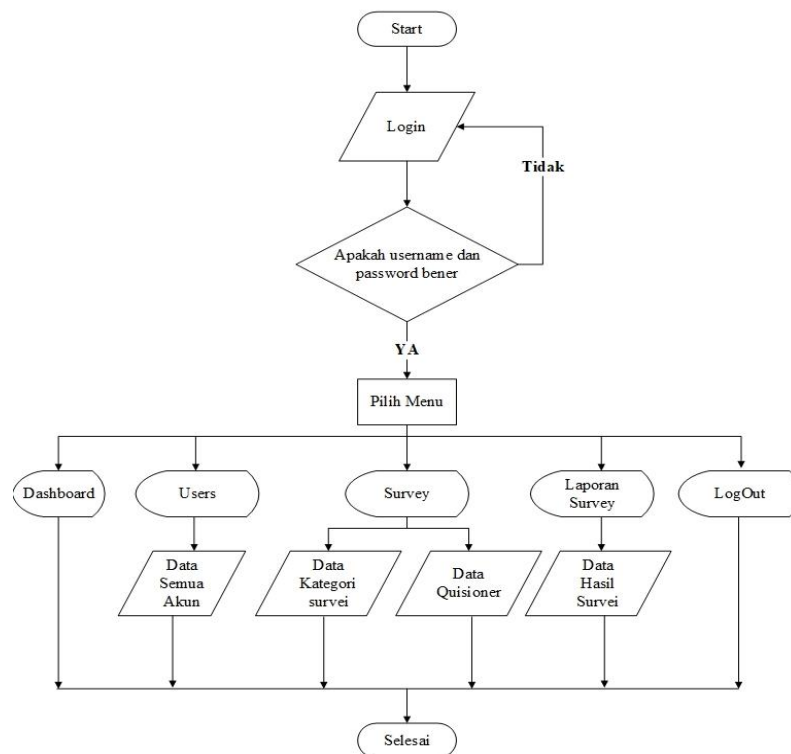 Start
Login
Tidak
Apakah username dan
password bener
YA
Pilih Menu
Dashboard
Users
Survey
Laporan
Survey
LogOut
Data
Semua
Akun
Data
Kategori
survei
Data
Quisioner
Data
Hasil
Survei
Selesai